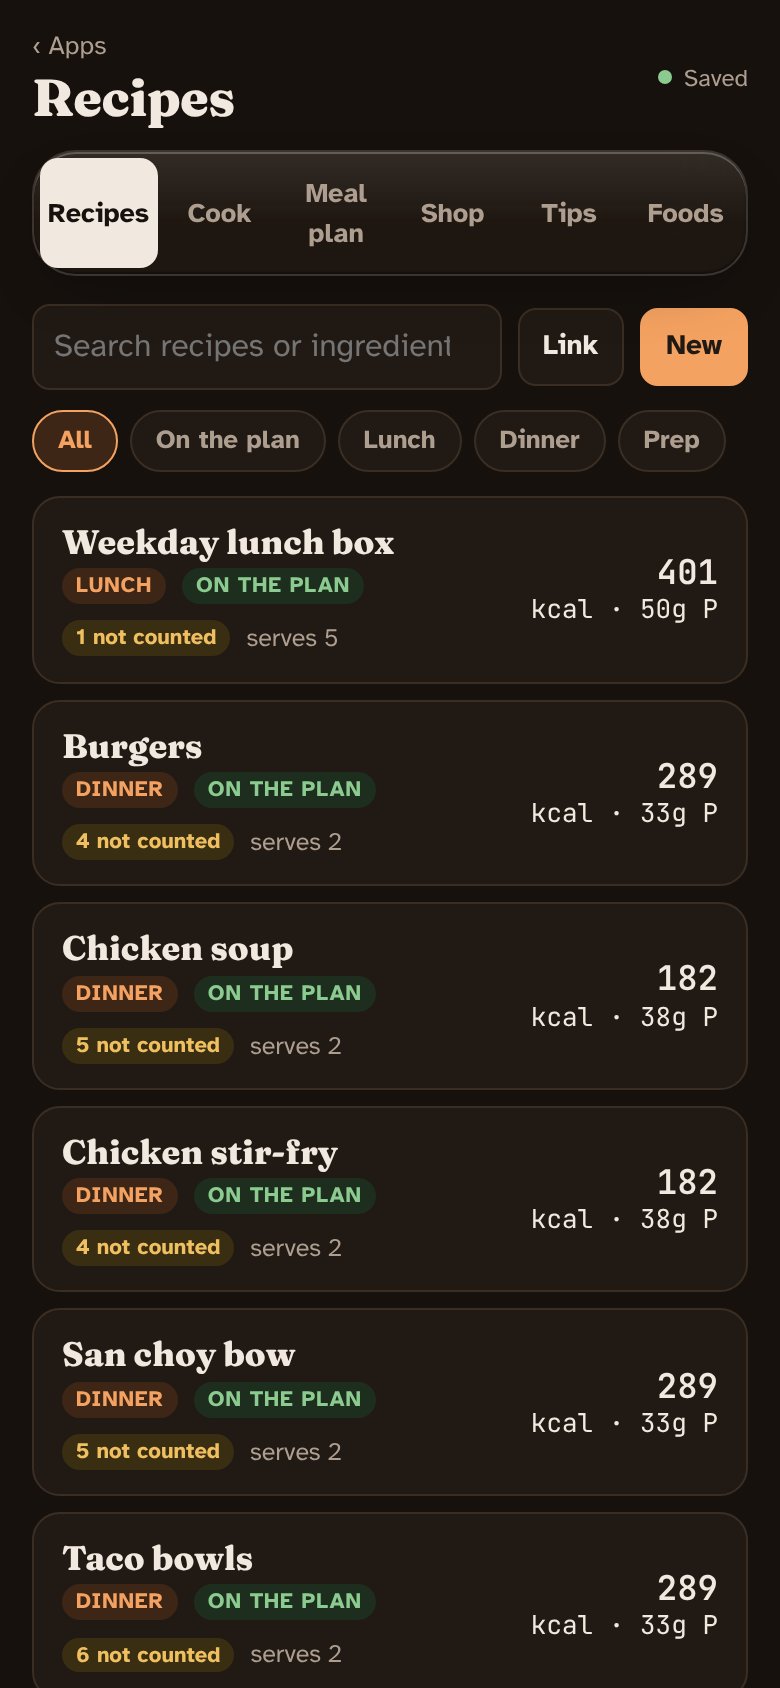 ‹ Apps
Recipes
Saved
Recipes
Cook
Meal
plan
Shop
Tips
Foods
Search recipes or ingredient
Link
New
All
On the plan
Lunch
Dinner
Prep
Weekday lunch box
LUNCH
ON THE PLAN
1 not counted
serves 5
401
kcal · 50g P
Burgers
DINNER
ON THE PLAN
4 not counted
serves 2
289
kcal · 33g P
Chicken soup
DINNER
ON THE PLAN
5 not counted
serves 2
182
kcal · 38g P
Chicken stir-fry
DINNER
ON THE PLAN
4 not counted
serves 2
182
kcal · 38g P
San choy bow
DINNER
ON THE PLAN
5 not counted
serves 2
289
kcal · 33g P
Taco bowls
DINNER
ON THE PLAN
6 not counted
serves 2
289
kcal · 33g P